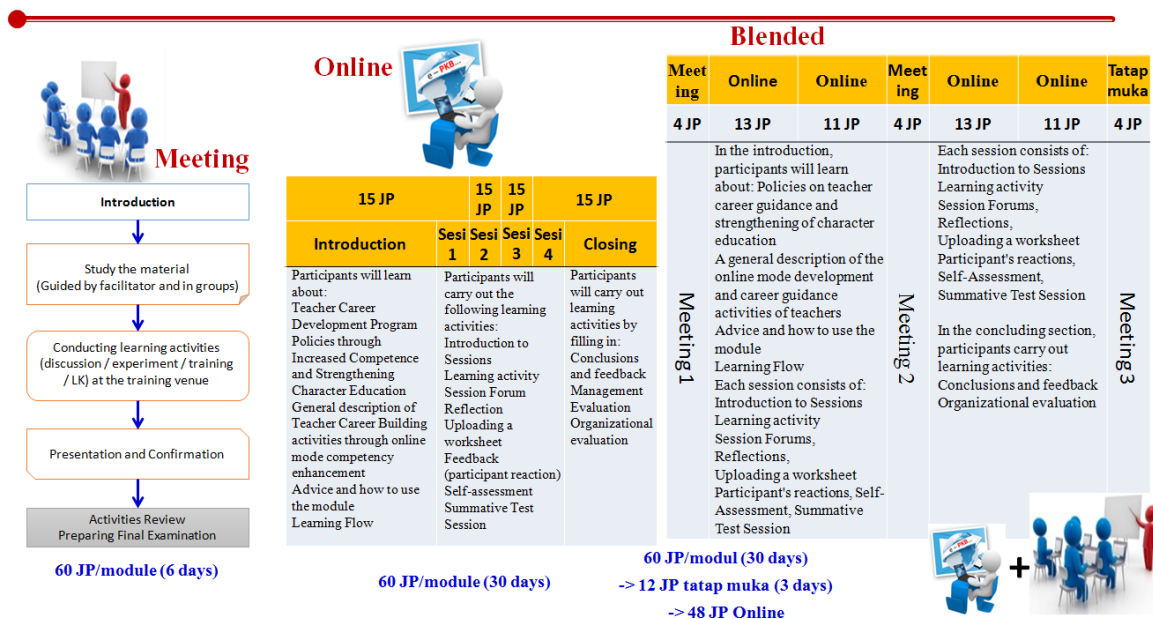 Meeting
Introduction
Study the material
(Guided by facilitator and in groups)
Conducting learning activities
(discussion / experiment / training
/ LK) at the training venue
Presentation and Confirmation
Activities Review
Preparing Final Examination
60 JP/module (6 days)
Online
e-PKB...
15 JP
15
JP
15
JP
15 JP
Introduction
Sesi
1
Sesi
2
Sesi
3
Sesi
4
Closing
Participants will learn
about:
Teacher Career
Development Program
Policies through
Increased Competence
and Strengthening
Character Education
General description of
Teacher Career Building
activities through online
mode competency
enhancement
Advice and how to use
the module
Learning Flow
Participants will
carry out the
following learning
activities:
Introduction to
Sessions
Learning activity
Session Forum
Reflection
Uploading a
worksheet
Feedback
(participant reaction)
Self-assessment
Summative Test
Session
Participants
will carry out
learning
activities by
filling in:
Conclusions
and feedback
Management
Evaluation
Organizational
evaluation
60 JP/module (30 days)
Blended
Meet
ing
Online
Online
Meet
ing
Online
Online
Tatap
muka
4 JP
13 JP
11 JP
4 JP
13 JP
11 JP
4 JP
Meeting 1
In the introduction,
participants will learn
about: Policies on teacher
career guidance and
strengthening of character
education
A general description of the
online mode development
and career guidance
activities of teachers
Advice and how to use the
module
Learning Flow
Each session consists of:
Introduction to Sessions
Learning activity
Session Forums,
Reflections,
Uploading a worksheet
Participant's reactions, Self-
Assessment, Summative
Test Session
Meeting 2
Each session consists of:
Introduction to Sessions
Learning activity
Session Forums,
Reflections,
Uploading a worksheet
Participant's reactions,
Self-Assessment,
Summative Test Session
In the concluding section,
participants carry out
learning activities:
Conclusions and feedback
Organizational evaluation
Meeting 3
60 JP/modul (30 days)
-> 12 JP tatap muka (3 days)
-> 48 JP Online
e-PKB...
+